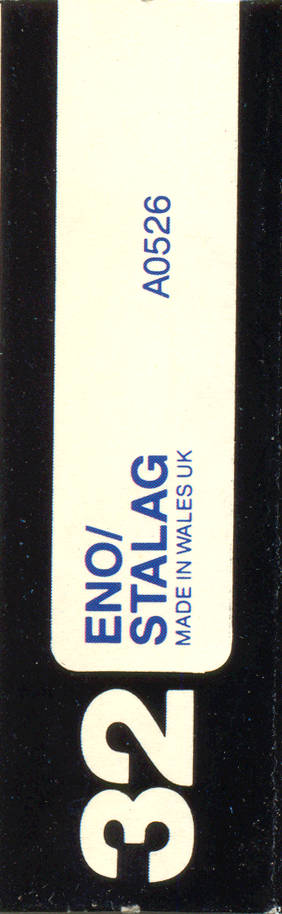 32
ENO/
STALAG
MADE IN WALES UK
A0526